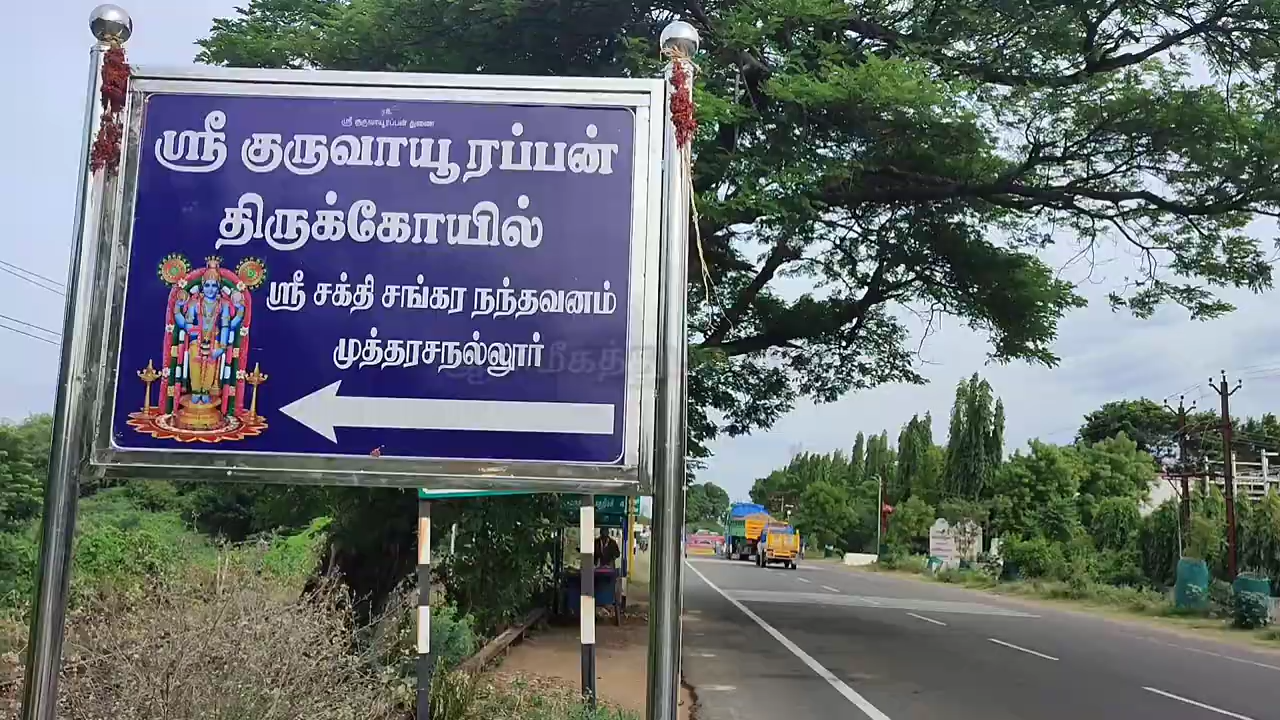 ஸ்ரீ குருவாயூரப்பன் துணை
ஸ்ரீ குருவாயூரப்பன்
திருக்கோயில்
ஸ்ரீ சக்தி சங்கர நந்தவனம்
முத்தரசநல்லூர்